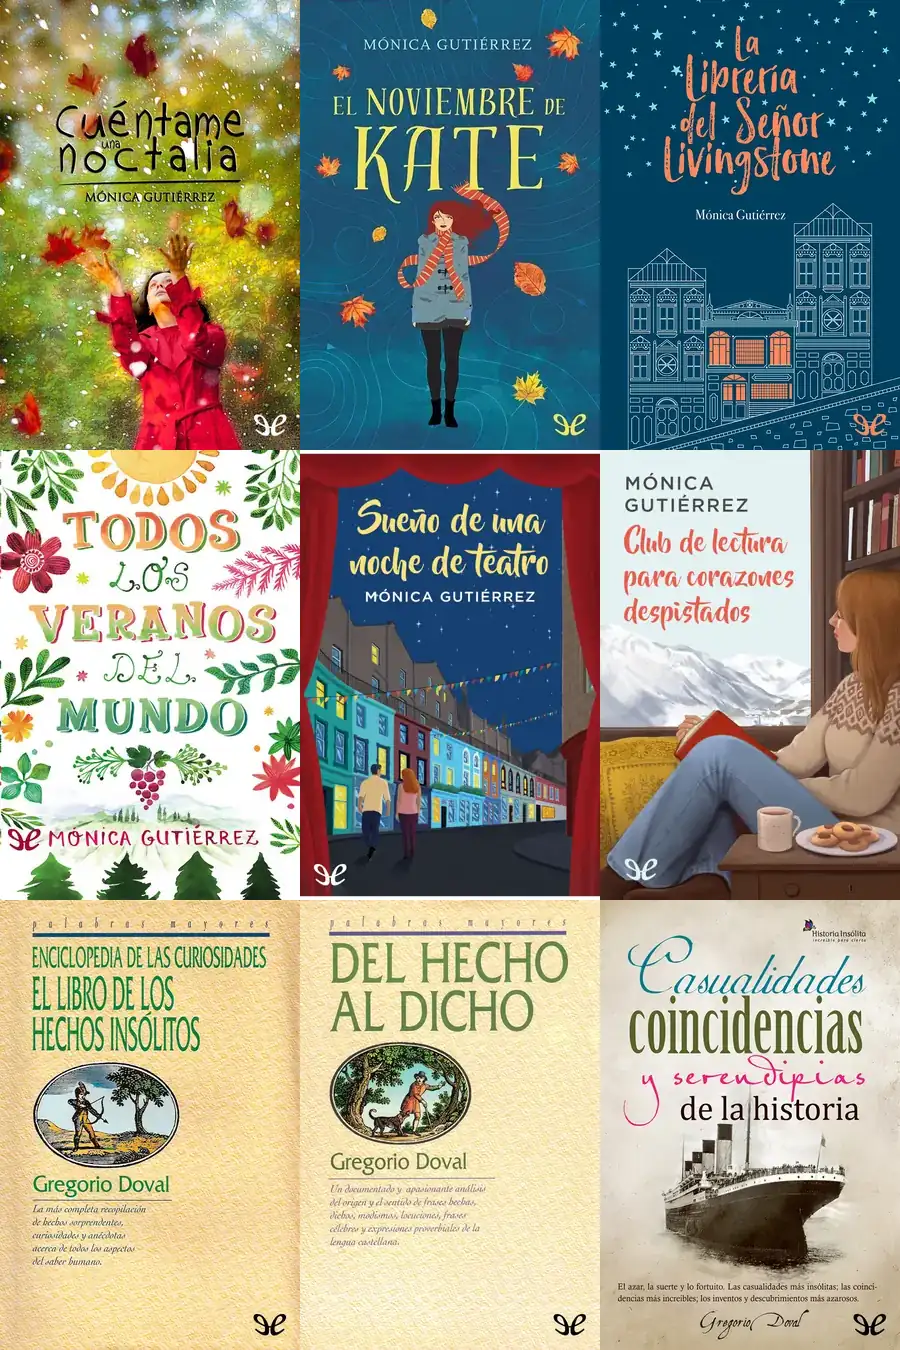 Cuéntame
una
noctalia
MÓNICA GUTIÉRREZ
MÓNICA GUTIÉRREZ
EL NOVIEMBRE DE
KATE
La
Librería
del Señor
Livingstone
Mónica Gutiérrez
TODOS
LOS
VERANOS
DEL
MUNDO
MÓNICA GUTIÉRREZ
Sueño de una
noche de teatro
MÓNICA GUTIÉRREZ
MÓNICA
GUTIÉRREZ
Club de lectura
para corazones
despistados
palabras mayores
ENCICLOPEDIA DE LAS CURIOSIDADES
EL LIBRO DE LOS
HECHOS INSÓLITOS
Gregorio Doval
La más completa recopilación
de hechos sorprendentes,
curiosidades y anécdotas
acerca de todos los aspectos
del saber humano.
palabras mayores
DEL HECHO
AL DICHO
Gregorio Doval
Un documentado y apasionante análisis
del origen y el sentido de frases hechas,
dichos, modismos, locuciones, frases
célebres y expresiones proverbiales de la
lengua castellana.
Historia Insólita
increíble pero cierto
Casualidades
coincidencias
y serendipias
de la historia
El azar, la suerte y lo fortuito. Las casualidades más insólitas; las coinci-
dencias más increíbles; los inventos y descubrimientos más azarosos.
Gregorio Doval